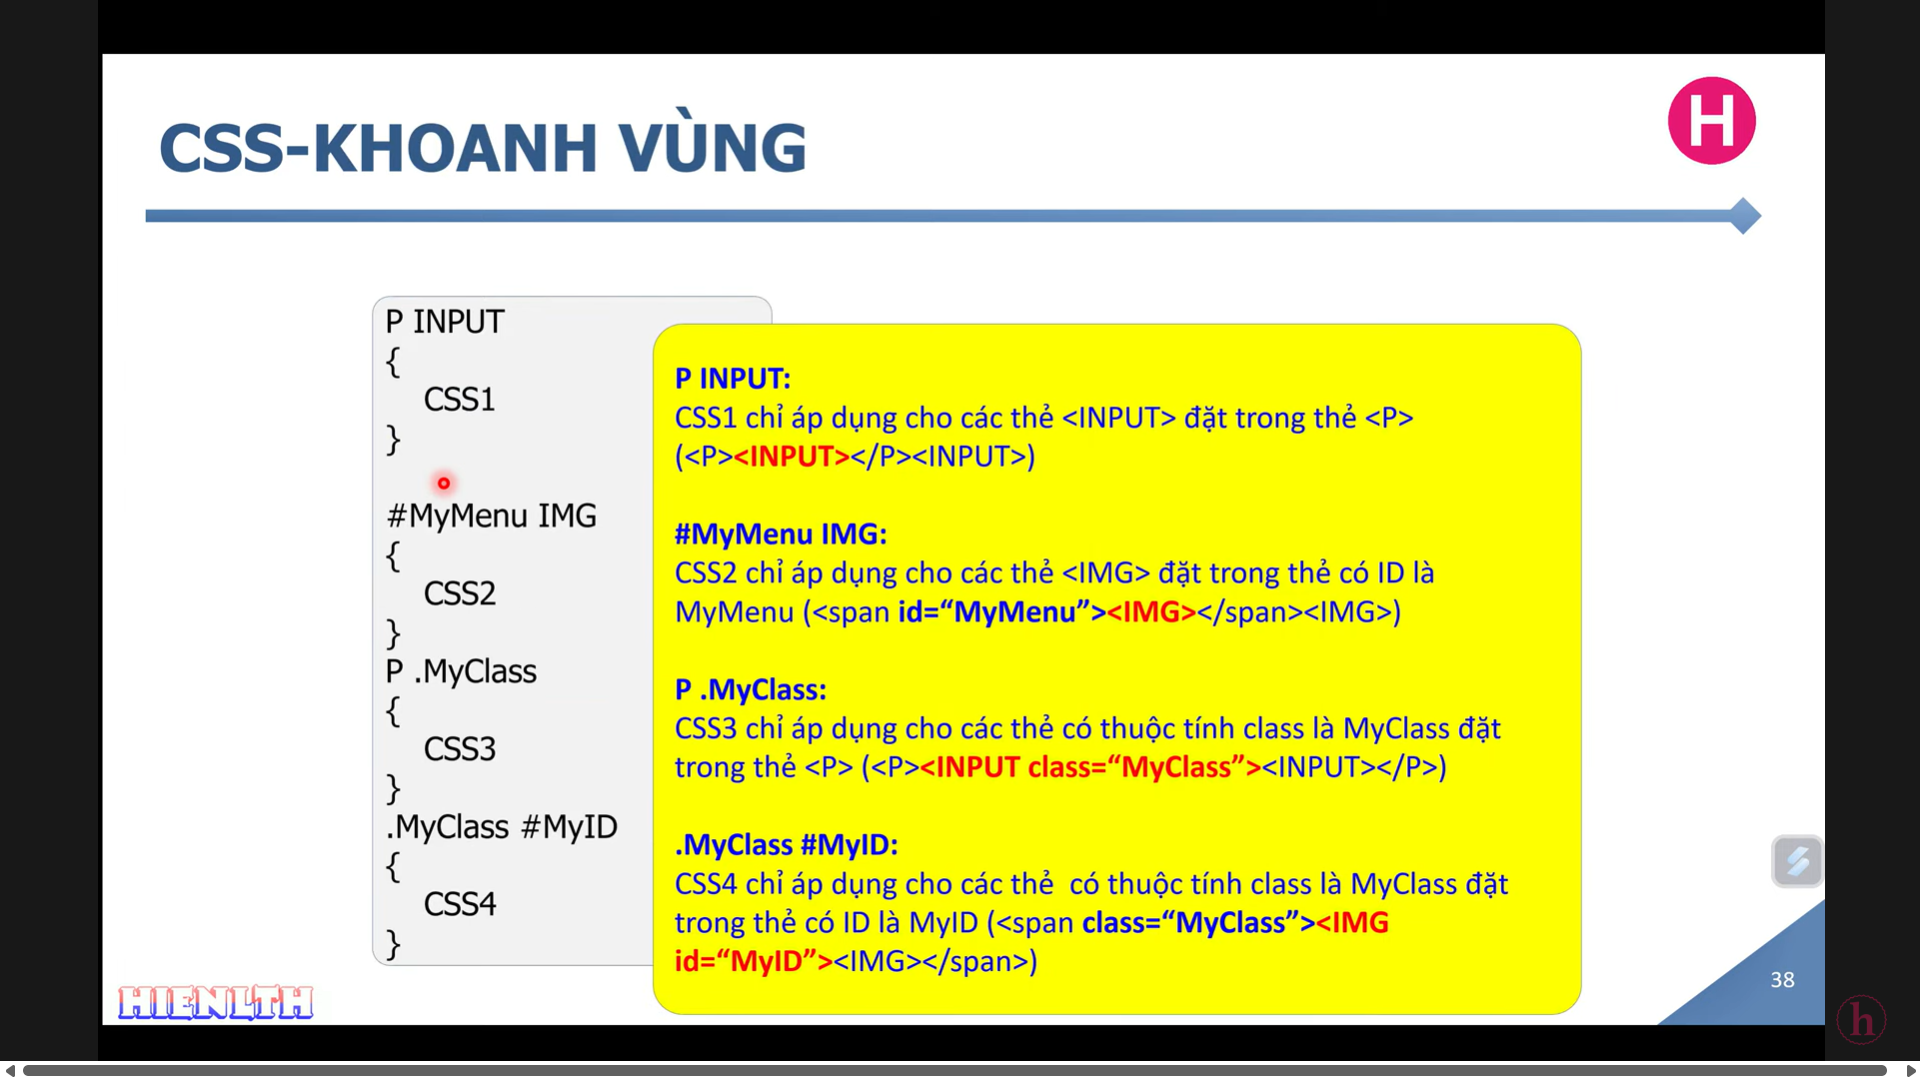 CSS-KHOANH VÙNG
H
P INPUT
{
CSS1
}
#MyMenu IMG
{
CSS2
}
P .MyClass
{
CSS3
}
.MyClass #MyID
{
CSS4
}
P INPUT:
CSS1 chỉ áp dụng cho các thẻ <INPUT> đặt trong thẻ <P>
(<P><INPUT></P><INPUT>)
#MyMenu IMG:
CSS2 chỉ áp dụng cho các thẻ <IMG> đặt trong thẻ có ID là
MyMenu (<span id=“MyMenu”><IMG></span><IMG>)
P .MyClass:
CSS3 chỉ áp dụng cho các thẻ có thuộc tính class là MyClass đặt
trong thẻ <P> (<P><INPUT class=“MyClass”><INPUT></P>)
.MyClass #MyID:
CSS4 chỉ áp dụng cho các thẻ  có thuộc tính class là MyClass đặt
trong thẻ có ID là MyID (<span class=“MyClass”><IMG
id=“MyID”><IMG></span>)
HIENLTH
38
h